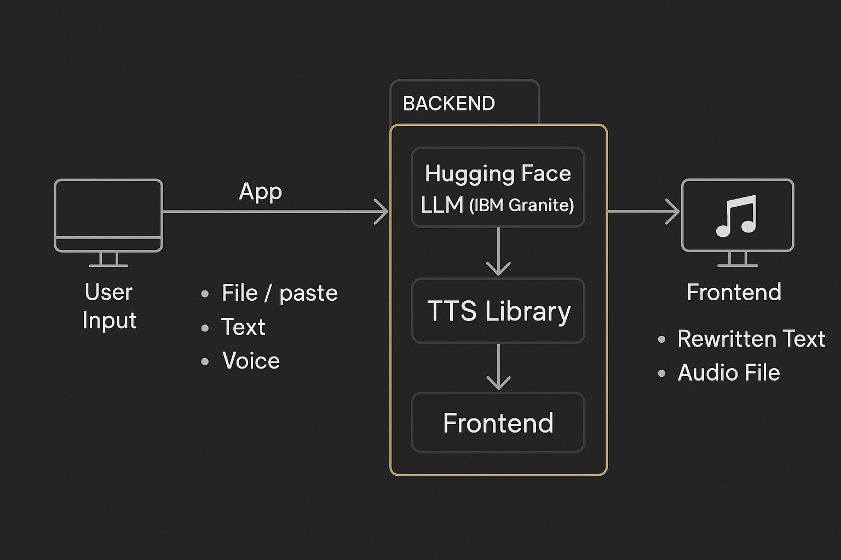 BACKEND
Hugging Face
LLM (IBM Granite)
App
User
Input
• File / paste
• Text
• Voice
TTS Library
Frontend
Frontend
• Rewritten Text
• Audio File